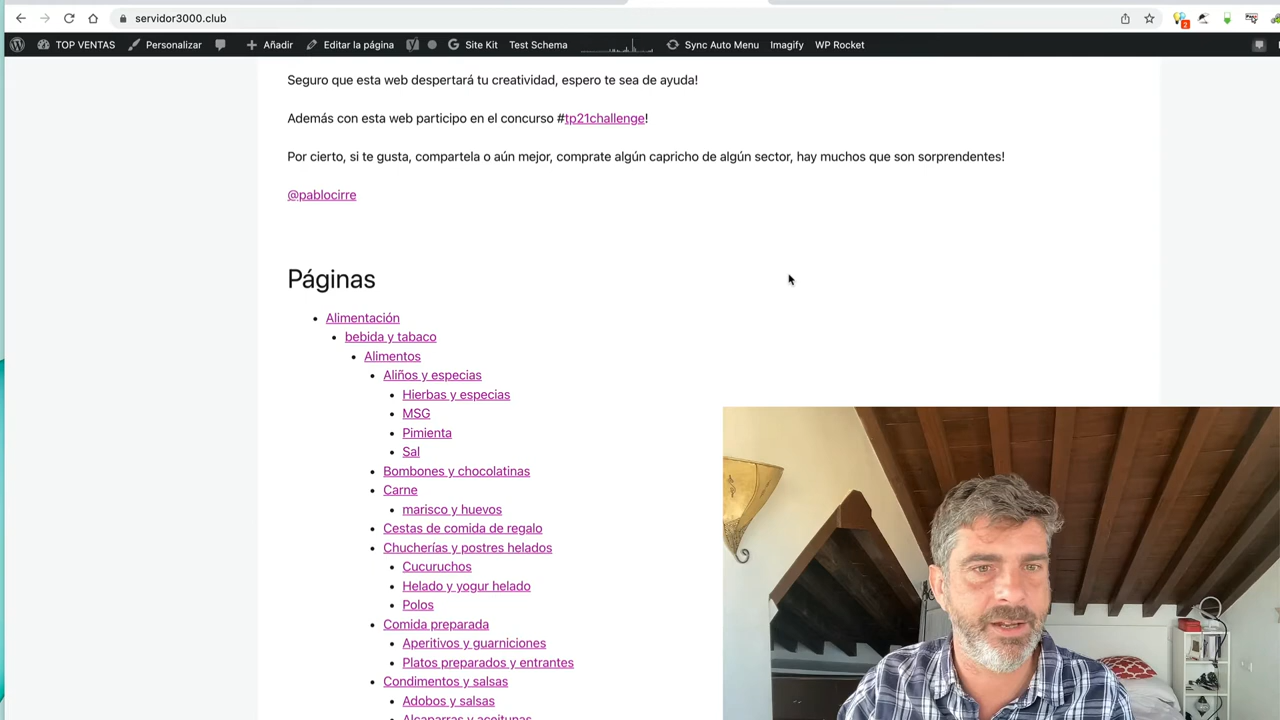 servidor3000.club
2
TOP VENTAS Personalizar Añadir Editar la página Site Kit Test Schema Sync Auto Menu Imagify WP Rocket
Seguro que esta web despertará tu creatividad, espero te sea de ayuda!
Además con esta web participo en el concurso #tp21challenge!
Por cierto, si te gusta, compartela o aún mejor, comprate algún capricho de algún sector, hay muchos que son sorprendentes!
@pablocirre
Páginas
Alimentación
bebida y tabaco
Alimentos
Aliños y especias
Hierbas y especias
MSG
Pimienta
Sal
Bombones y chocolatinas
Carne
marisco y huevos
Cestas de comida de regalo
Chucherías y postres helados
Cucuruchos
Helado y yogur helado
Polos
Comida preparada
Aperitivos y guarniciones
Platos preparados y entrantes
Condimentos y salsas
Adobos y salsas
Alcaparras y aceitunas